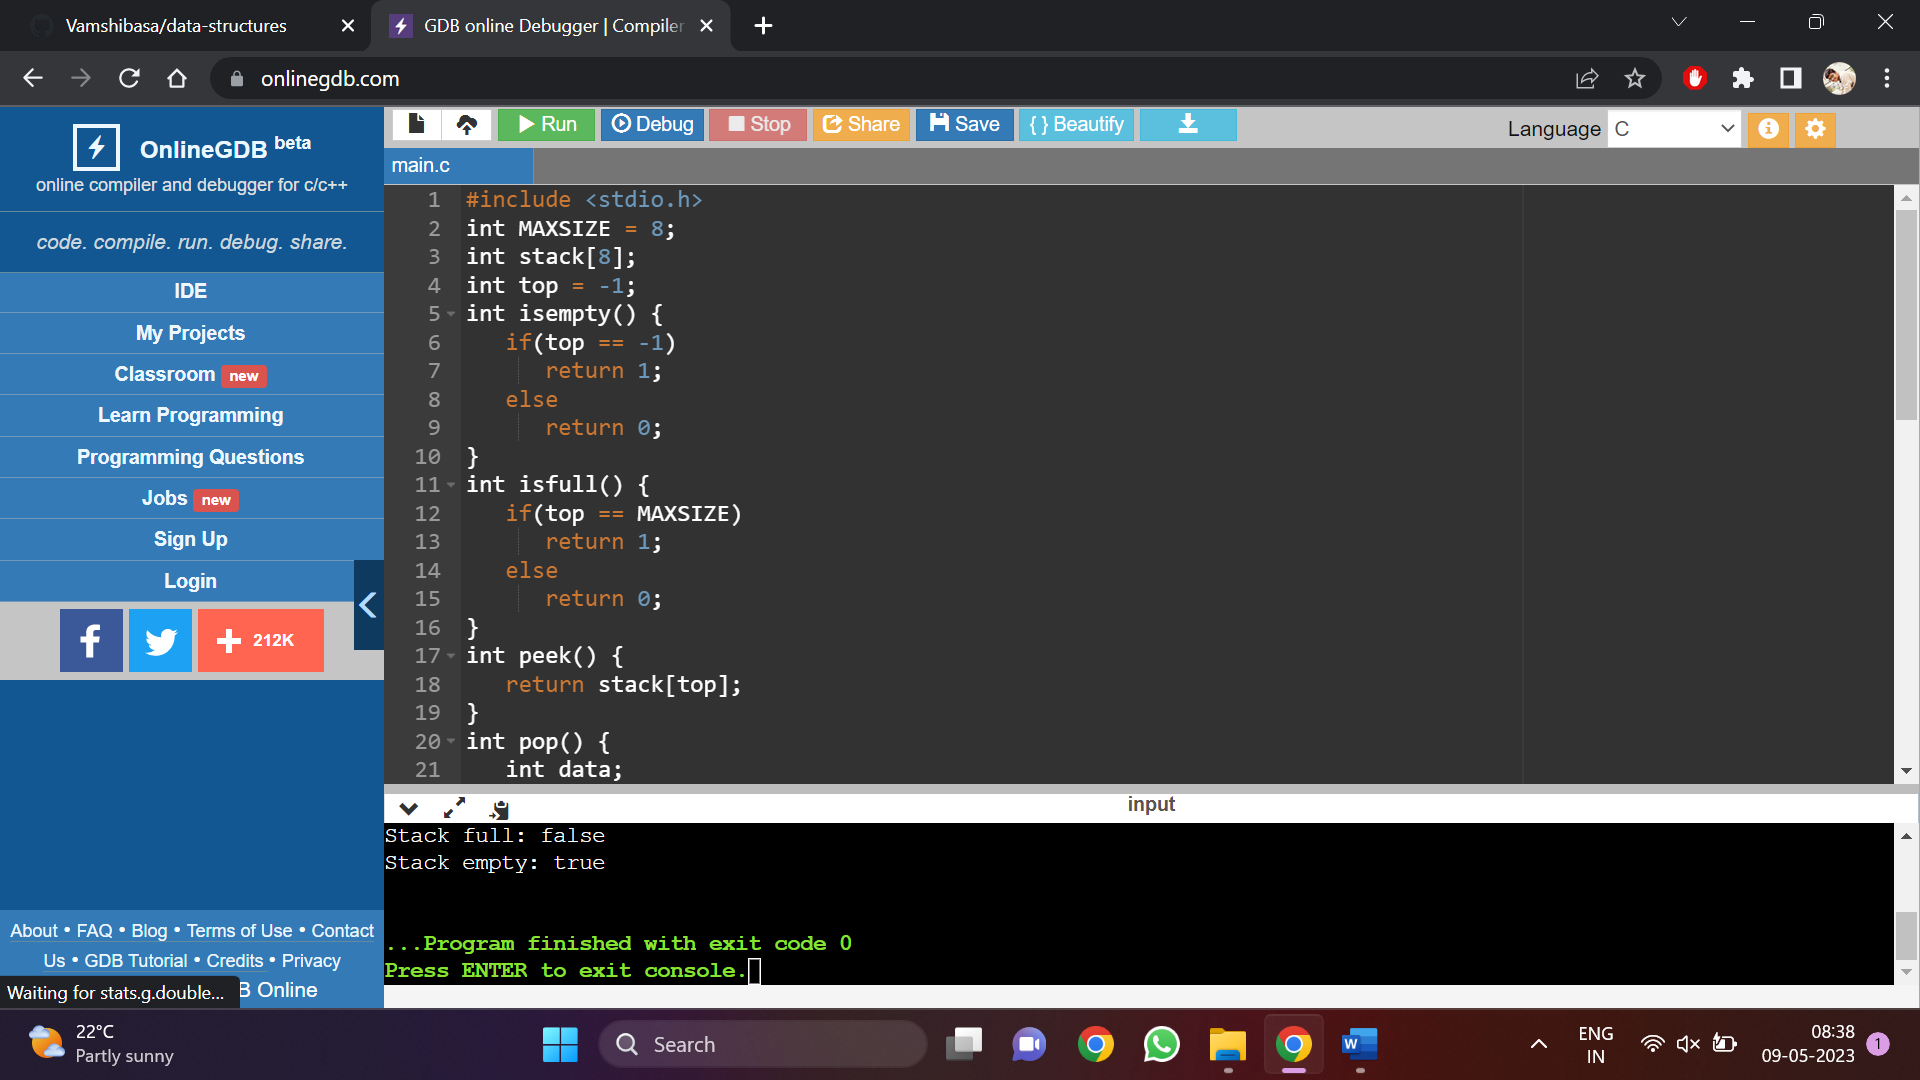 Vamshibasa/data-structures
GDB online Debugger | Compiler
onlinegdb.com
OnlineGDB beta
online compiler and debugger for c/c++
code. compile. run. debug. share.
IDE
My Projects
Classroom new
Learn Programming
Programming Questions
Jobs new
Sign Up
Login
f
+ 212K
About • FAQ • Blog • Terms of Use • Contact
Us • GDB Tutorial • Credits • Privacy
B Online
Waiting for stats.g.double...
Run Debug Stop Share Save { } Beautify
Language C
main.c
1 #include <stdio.h>
2 int MAXSIZE = 8;
3 int stack[8];
4 int top = -1;
5 int isempty() {
6 if(top == -1)
7 return 1;
8 else
9 return 0;
10 }
11 int isfull() {
12 if(top == MAXSIZE)
13 return 1;
14 else
15 return 0;
16 }
17 int peek() {
18 return stack[top];
19 }
20 int pop() {
21 int data;
input
Stack full: false
Stack empty: true
...Program finished with exit code 0
Press ENTER to exit console.
22°C
Partly sunny
Search
W
ENG
IN
08:38
09-05-2023
1